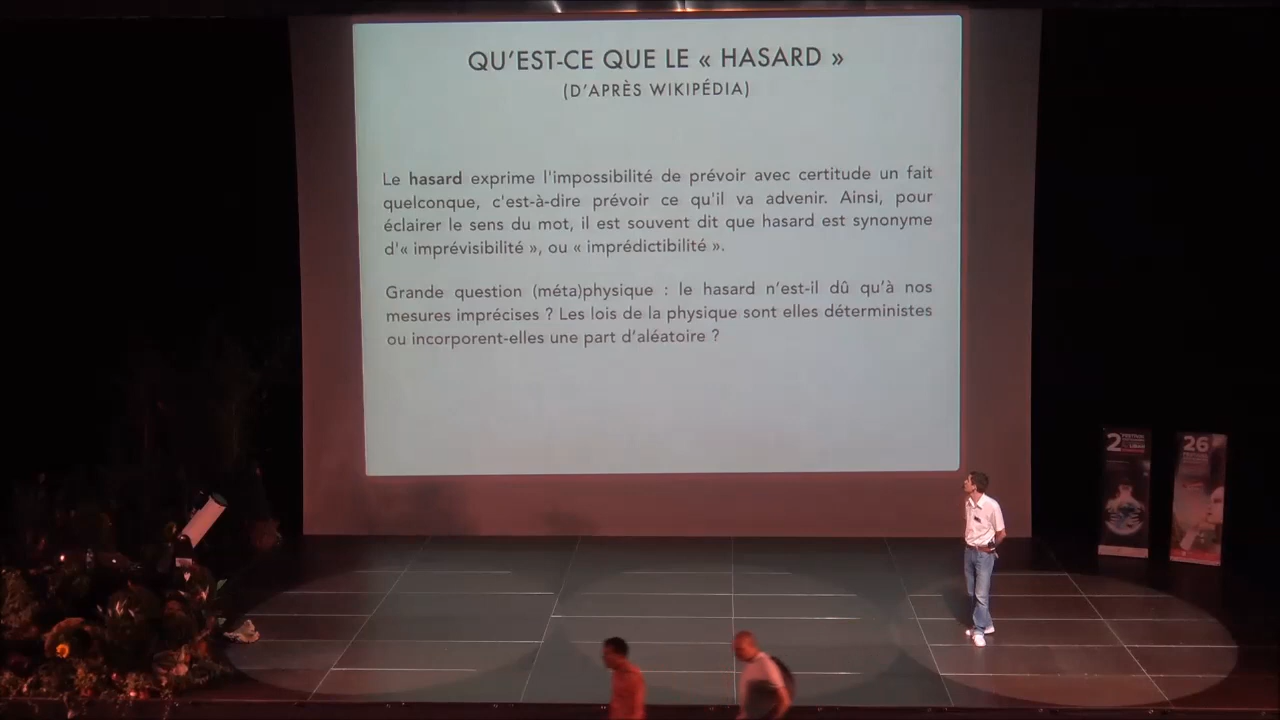 QU'EST-CE QUE LE « HASARD »
(D'APRÈS WIKIPÉDIA)
Le hasard exprime l'impossibilité de prévoir avec certitude un fait
quelconque, c'est-à-dire prévoir ce qu'il va advenir. Ainsi, pour
éclairer le sens du mot, il est souvent dit que hasard est synonyme
d'« imprévisibilité », ou « imprédictibilité ».
Grande question (méta)physique : le hasard n'est-il dû qu'à nos
mesures imprécises ? Les lois de la physique sont elles déterministes
ou incorporent-elles une part d'aléatoire ?
2
26